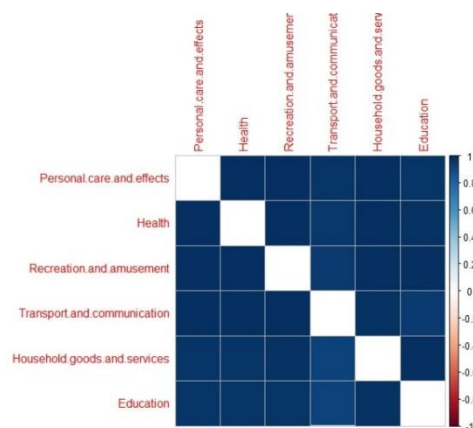 Personal.care.and.effects
Health
Recreation.and.amusemer
Transport.and.communicat
Household.goods.and.serv
Education
Personal.care.and.effects
Health
Recreation.and.amusement
Transport.and.communication
Household.goods.and.services
Education
1
0.8
0.6
0.4
0.2
0
-0.2
-0.4
-0.6
-0.8
-1